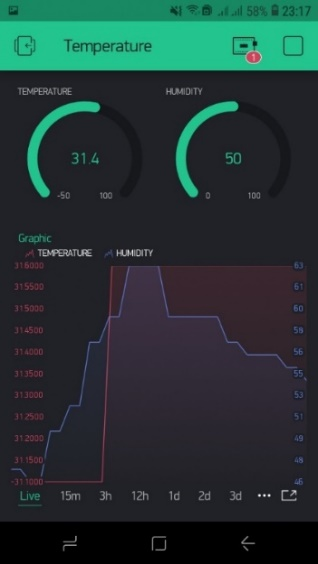 58% 23:17
Temperature
1
TEMPERATURE HUMIDITY
31.4 50
-50 100 0 100
Graphic
TEMPERATURE HUMIDITY
31.6000 63
31.5500 61
31.5000 60
31.4500 58
31.4000 56
31.3500 55
31.3000 53
31.2500 51
31.2000 49
31.1500 48
31.1000 46
Live 15m 3h 12h 1d 2d 3d